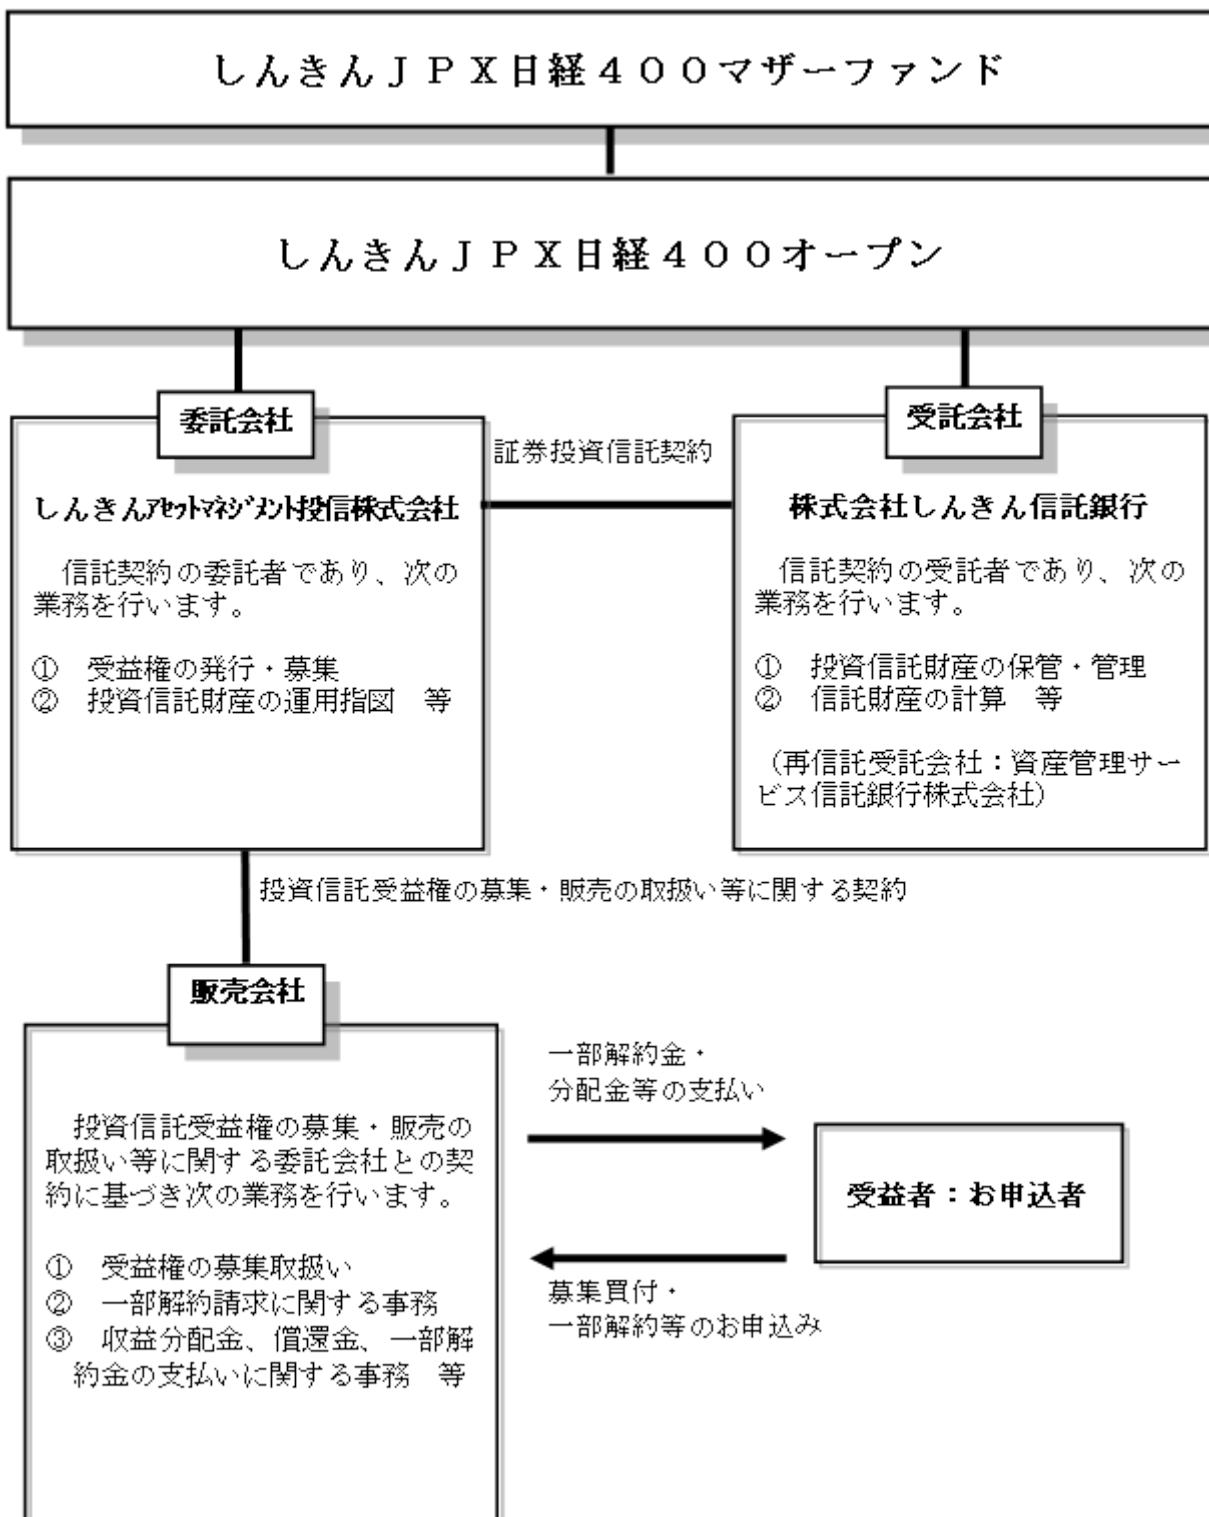 しんきんＪＰＸ日経４００マザーファンド
しんきんＪＰＸ日経４００オープン
委託会社
しんきんｱｾｯﾄﾏﾈｼﾞﾒﾝﾄ投信株式会社
信託契約の委託者であり、次の
業務を行います。
①　受益権の発行・募集
②　投資信託財産の運用指図　等
証券投資信託契約
受託会社
株式会社しんきん信託銀行
信託契約の受託者であり、次の
業務を行います。
①　投資信託財産の保管・管理
②　信託財産の計算　等
（再信託受託会社：資産管理サー
ビス信託銀行株式会社）
投資信託受益権の募集・販売の取扱い等に関する契約
販売会社
投資信託受益権の募集・販売の
取扱い等に関する委託会社との契
約に基づき次の業務を行います。
①　受益権の募集取扱い
②　一部解約請求に関する事務
③　収益分配金、償還金、一部解
約金の支払いに関する事務　等
一部解約金・
分配金等の支払い
受益者：お申込者
募集買付・
一部解約等のお申込み